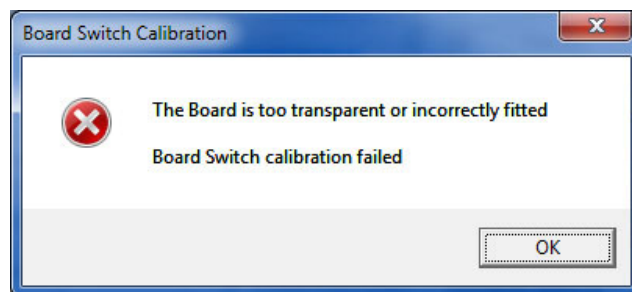 Board Switch Calibration
The Board is too transparent or incorrectly fitted
Board Switch calibration failed
OK